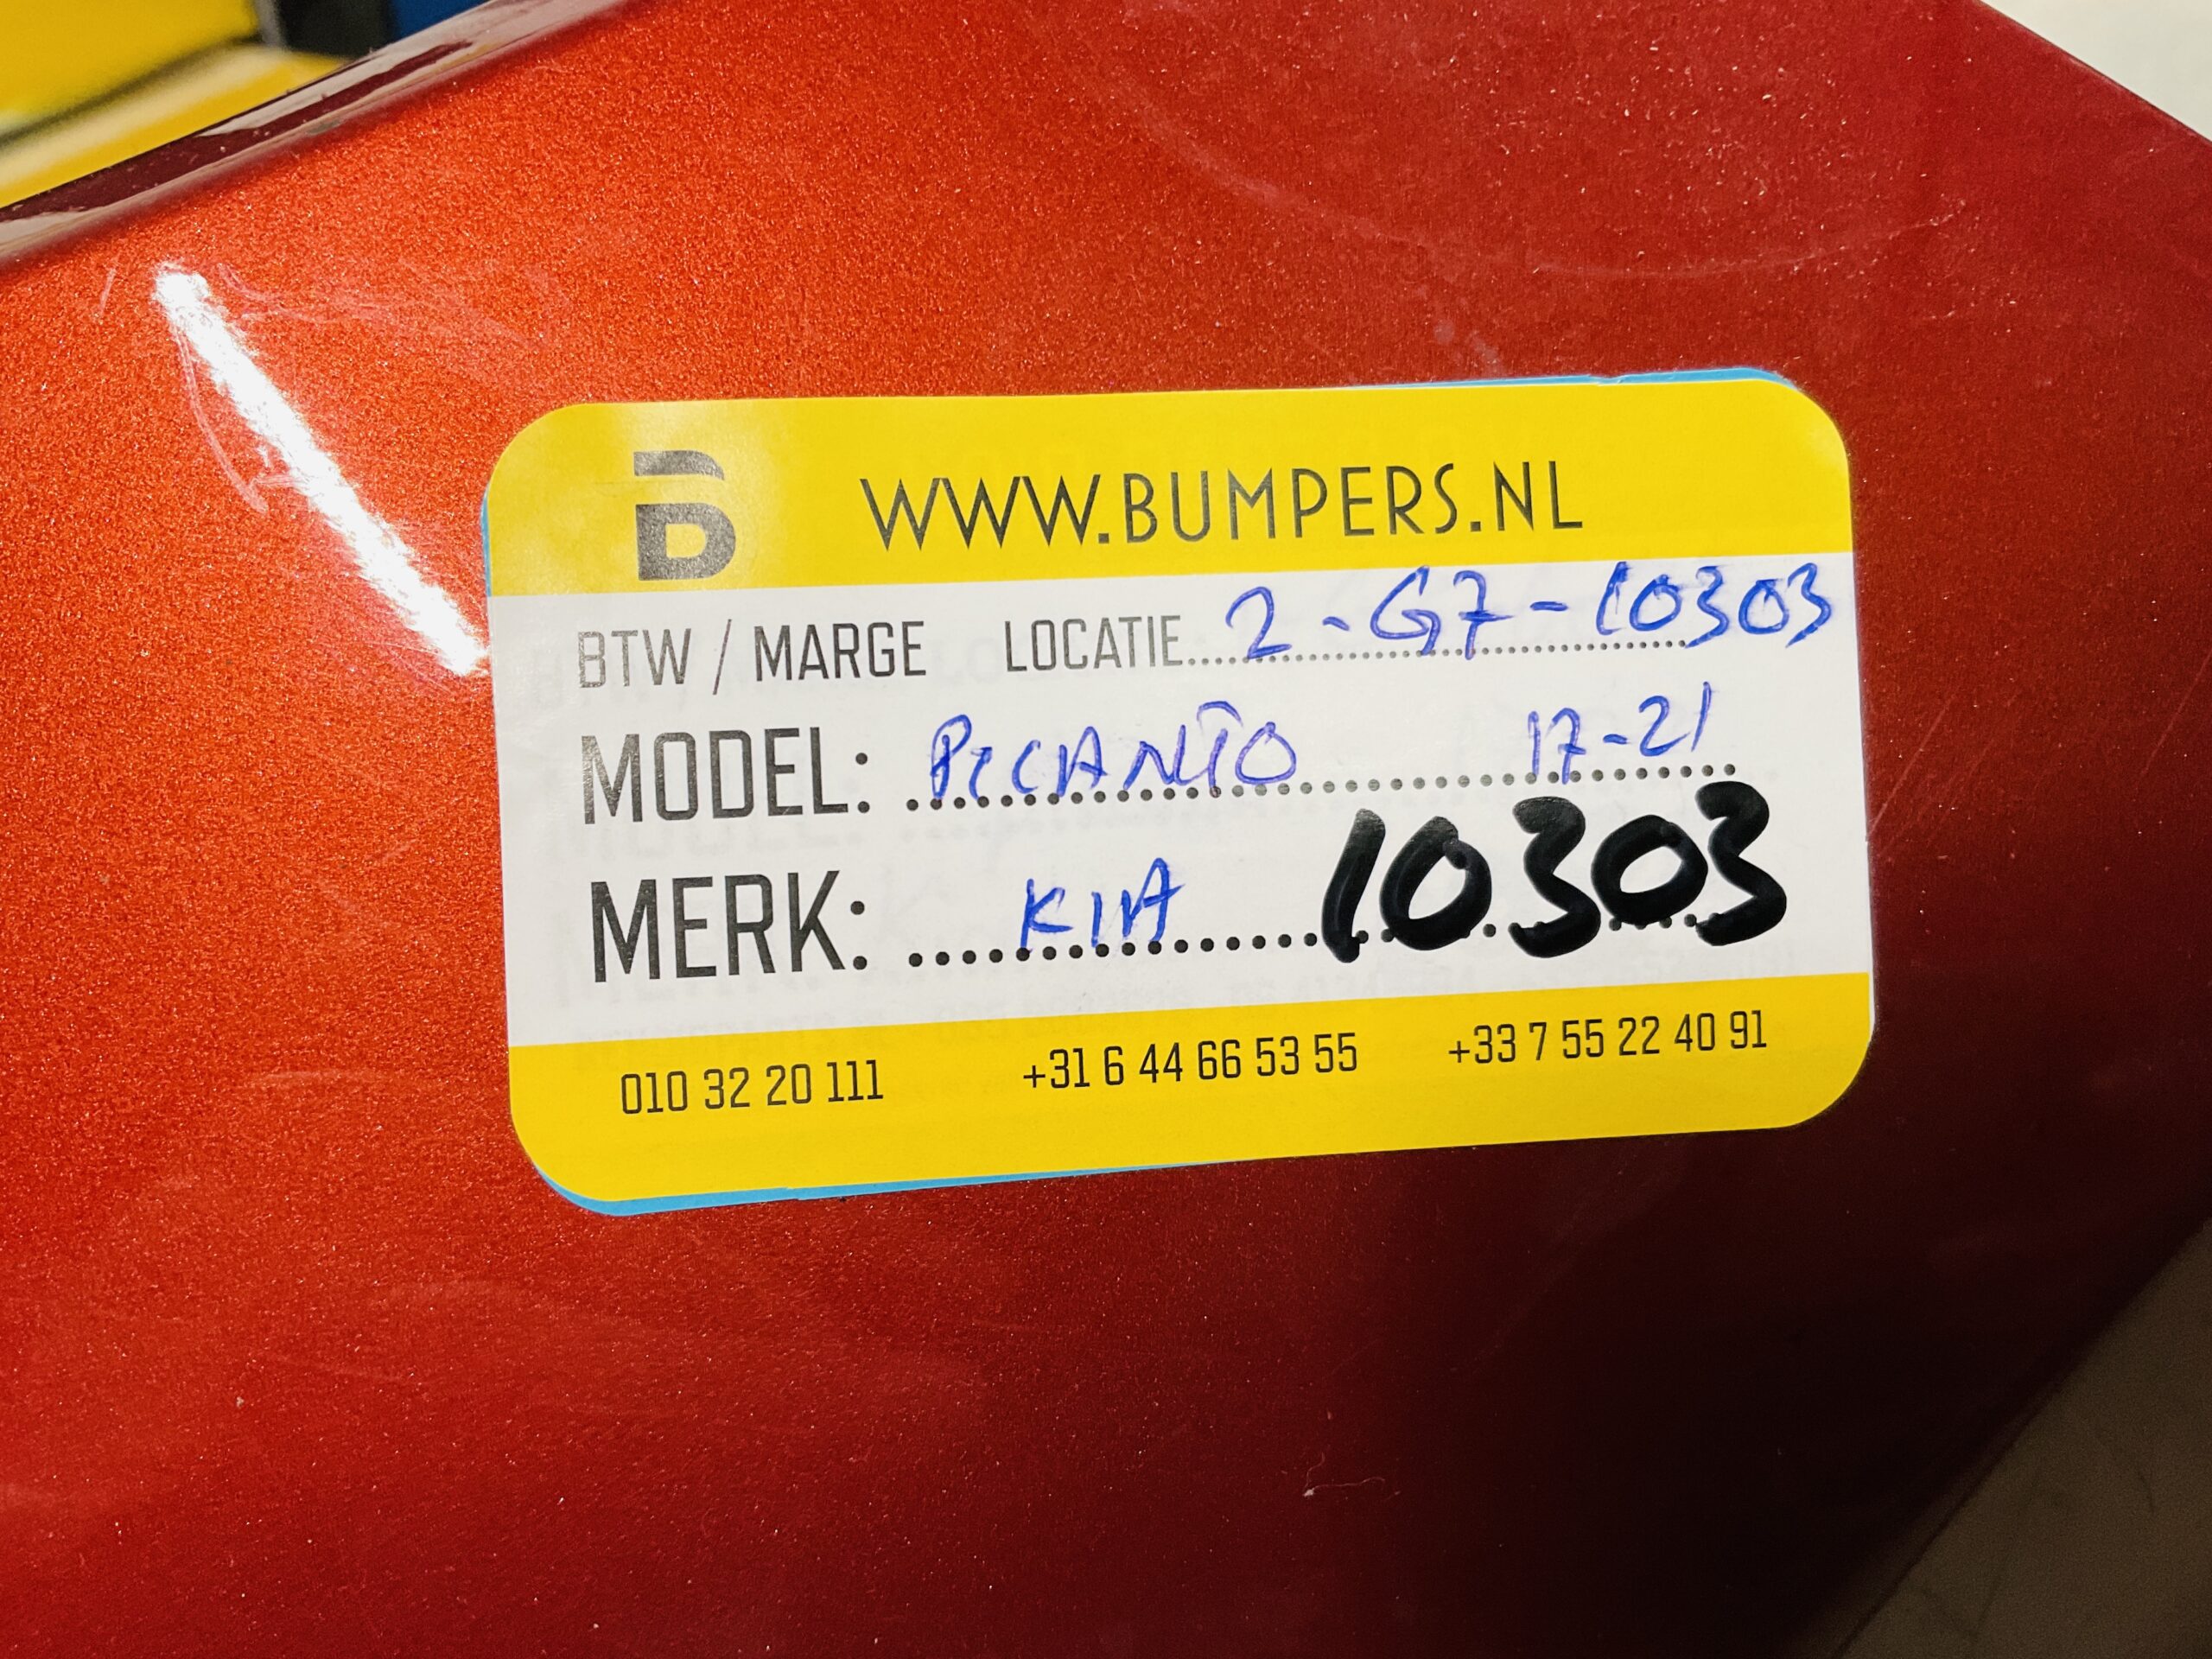 B WWW.BUMPERS.NL
BTW / MARGE LOCATIE.....2-G7-10303
MODEL: PICANTO 17-21
MERK: KIA 10303
010 32 20 111 +31 6 44 66 53 55 +33 7 55 22 40 91